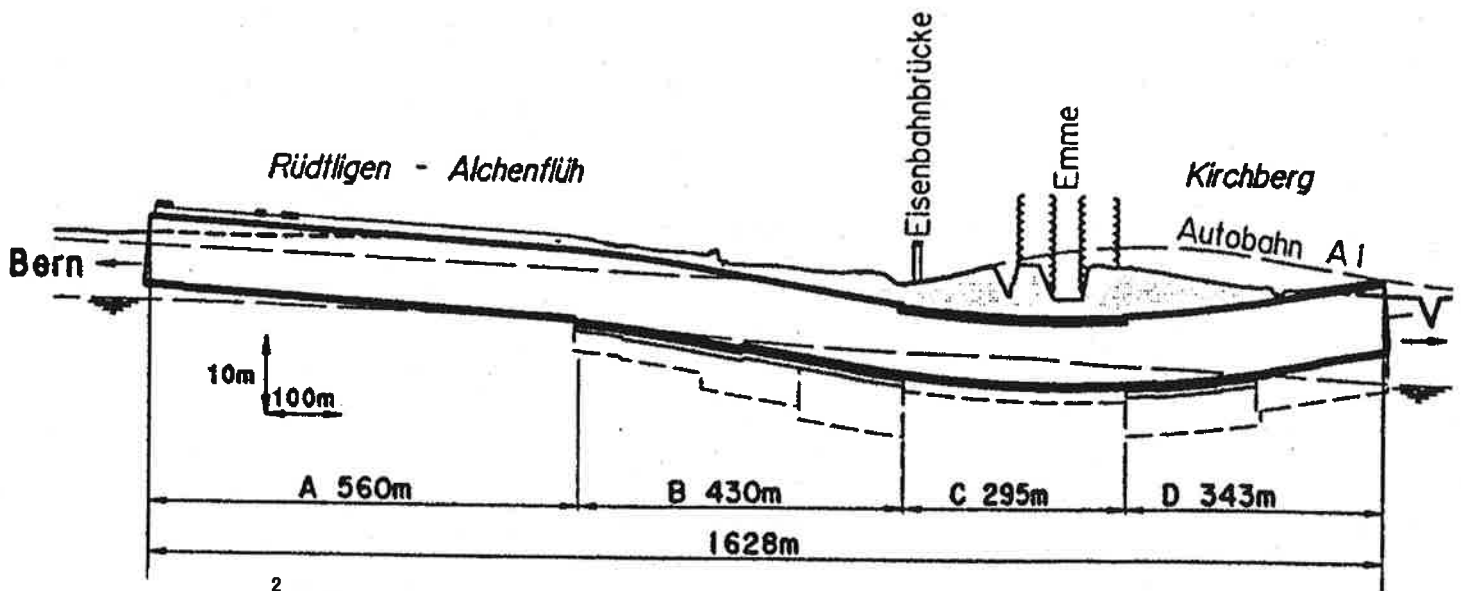 Eisenbahnbrücke
Emme
Rüdtligen - Alchenflüh
Kirchberg
Autobahn A1
Bern
10m
100m
A 560m
B 430m
C 295m
D 343m
1628m
2